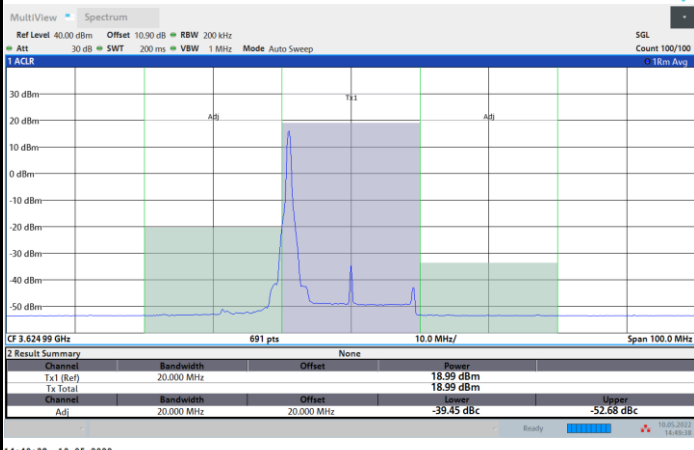 MultiView Spectrum
Ref Level 40.00 dBm Offset 10.90 dB RBW 200 kHz SGL
Att 30 dB SWT 200 ms VBW 1 MHz Mode Auto Sweep Count 100/100
1 ACLR 1Rm Avg
30 dBm
Tx1
20 dBm
Adj Adj
10 dBm
0 dBm
-10 dBm
-20 dBm
-30 dBm
-40 dBm
-50 dBm
CF 3.624 99 GHz 691 pts 10.0 MHz/ Span 100.0 MHz
2 Result Summary None
Channel Bandwidth Offset Power
Tx1 (Ref) 20.000 MHz 18.99 dBm
Tx Total 18.99 dBm
Channel Bandwidth Offset Lower Upper
Adj 20.000 MHz 20.000 MHz -39.45 dBc -52.68 dBc
Ready 14:49:38